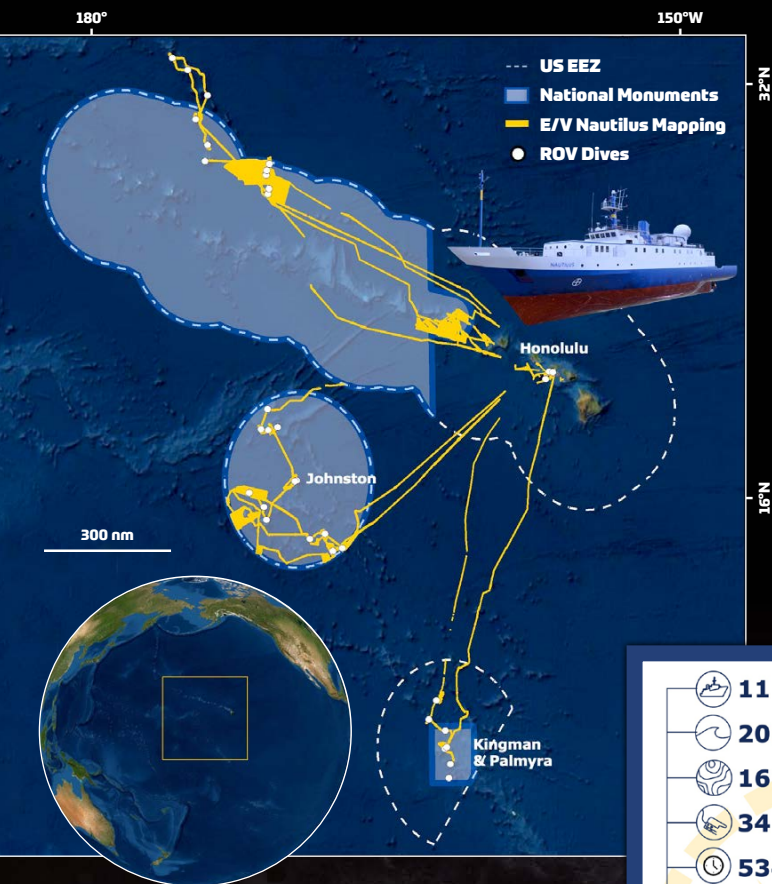 180°
150°W
32°N
US EEZ
National Monuments
E/V Nautilus Mapping
ROV Dives
NAUTILUS
Honolulu
Johnston
16°N
300 nm
Kingman
& Palmyra
11
20
16
34
53